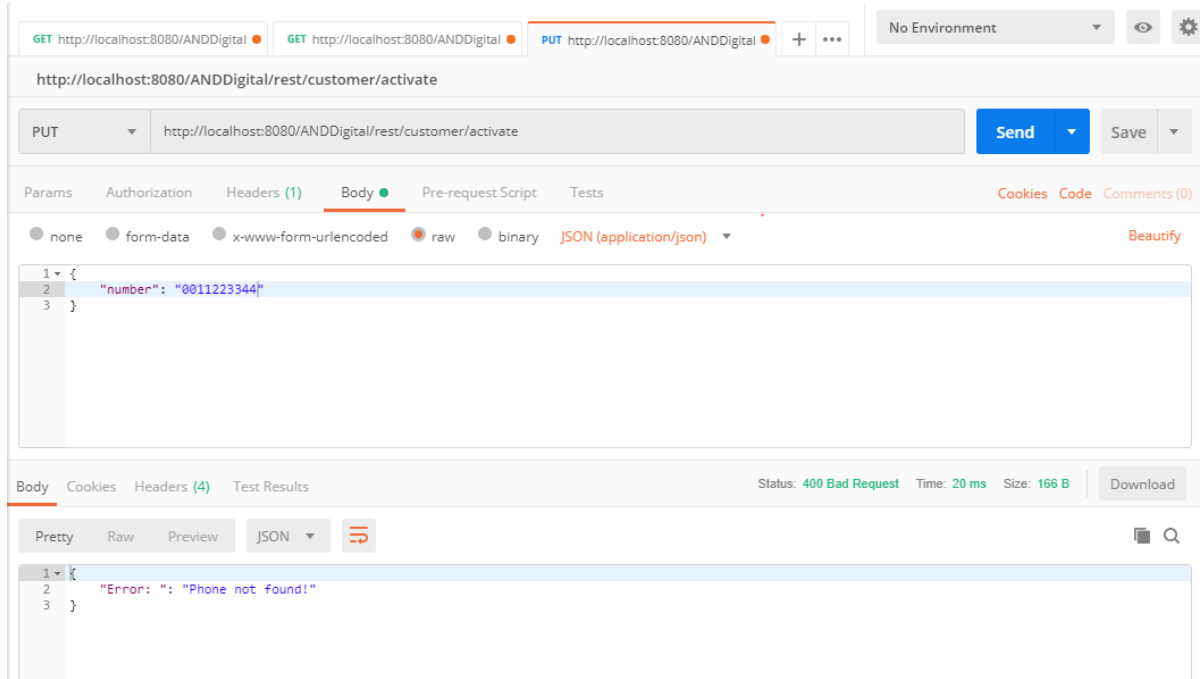 GET http://localhost:8080/ANDDigital GET http://localhost:8080/ANDDigital PUT http://localhost:8080/ANDDigital + ••• No Environment
http://localhost:8080/ANDDigital/rest/customer/activate
PUT http://localhost:8080/ANDDigital/rest/customer/activate Send Save
Params Authorization Headers (1) Body Pre-request Script Tests Cookies Code Comments (0)
none form-data x-www-form-urlencoded raw binary JSON (application/json) Beautify
1 {
2 "number": "0011223344"
3 }
Body Cookies Headers (4) Test Results Status: 400 Bad Request Time: 20 ms Size: 166 B Download
Pretty Raw Preview JSON
1 {
2 "Error: ": "Phone not found!"
3 }